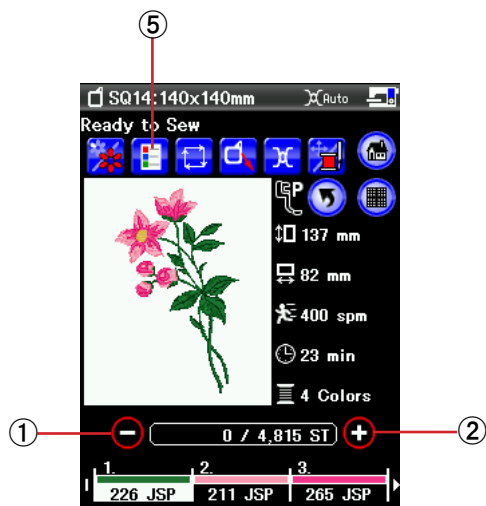 ⑤
SQ14:140x140mm Auto
Ready to Sew
P
137 mm
82 mm
400 spm
23 min
4 Colors
① − 0 / 4,815 ST + ②
1. 2. 3.
226 JSP 211 JSP 265 JSP